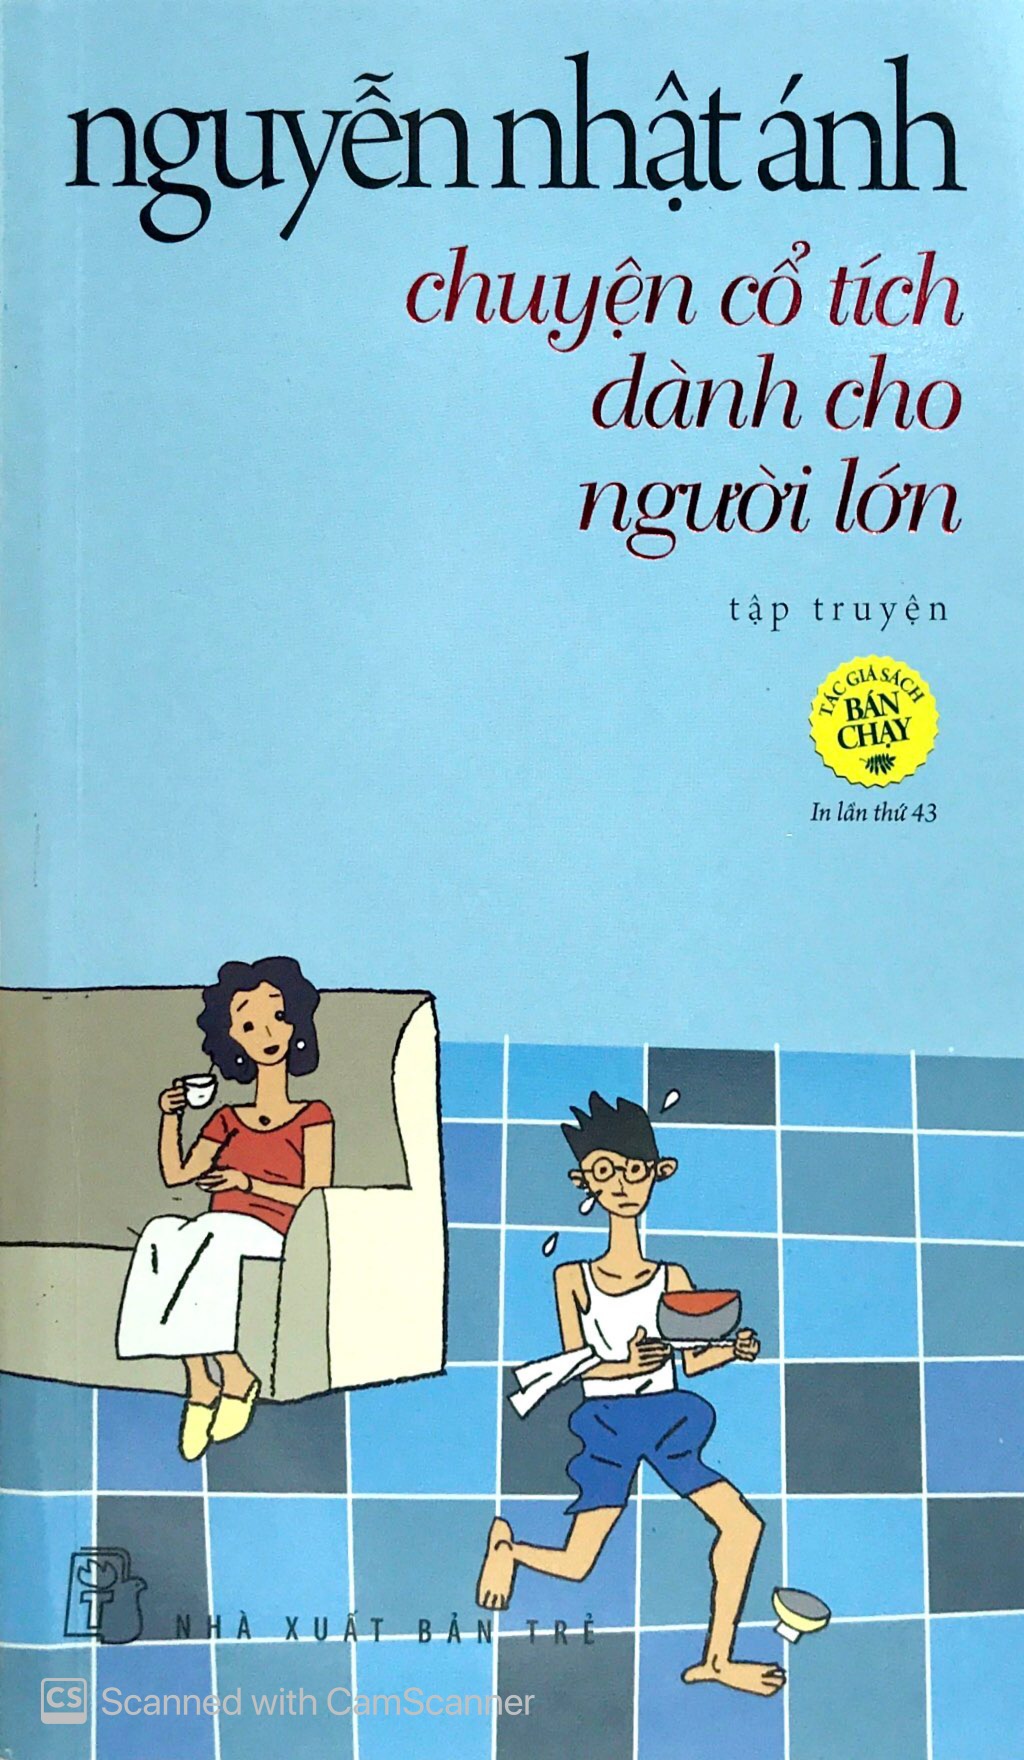 nguyễn nhật ánh
chuyện cổ tích
dành cho
người lớn
tập truyện
TÁC GIẢ SÁCH
BÁN
CHẠY
In lần thứ 43
T
NHÀ XUẤT BẢN TRẺ
CS Scanned with CamScanner